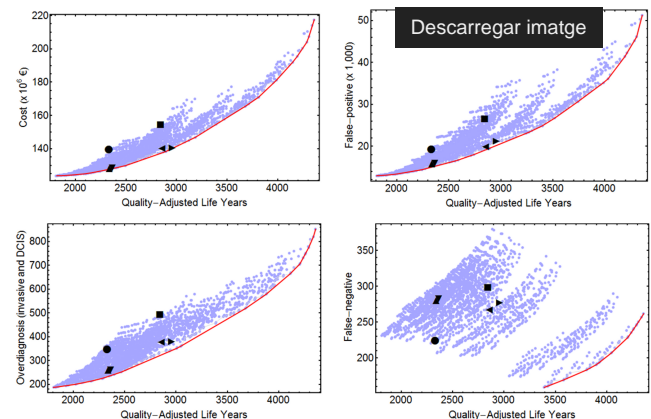 Descarregar imatge
220
200
180
160
140
Cost (x 10⁶ €)
2000 2500 3000 3500 4000
Quality−Adjusted Life Years
50
40
30
20
False−positive (x 1,000)
2000 2500 3000 3500 4000
Quality−Adjusted Life Years
800
700
600
500
400
300
200
Overdiagnosis (invasive and DCIS)
2000 2500 3000 3500 4000
Quality−Adjusted Life Years
350
300
250
200
False−negative
2000 2500 3000 3500 4000
Quality−Adjusted Life Years